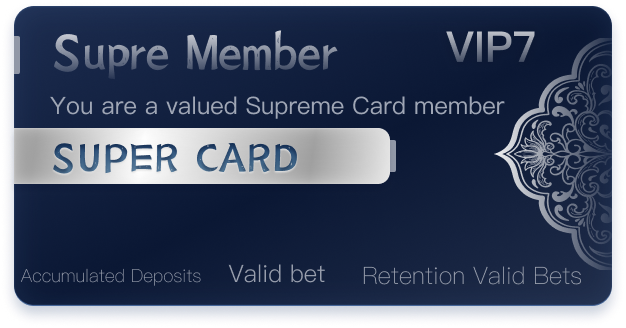 Supre Member VIP7
You are a valued Supreme Card member
SUPER CARD
Accumulated Deposits Valid bet Retention Valid Bets